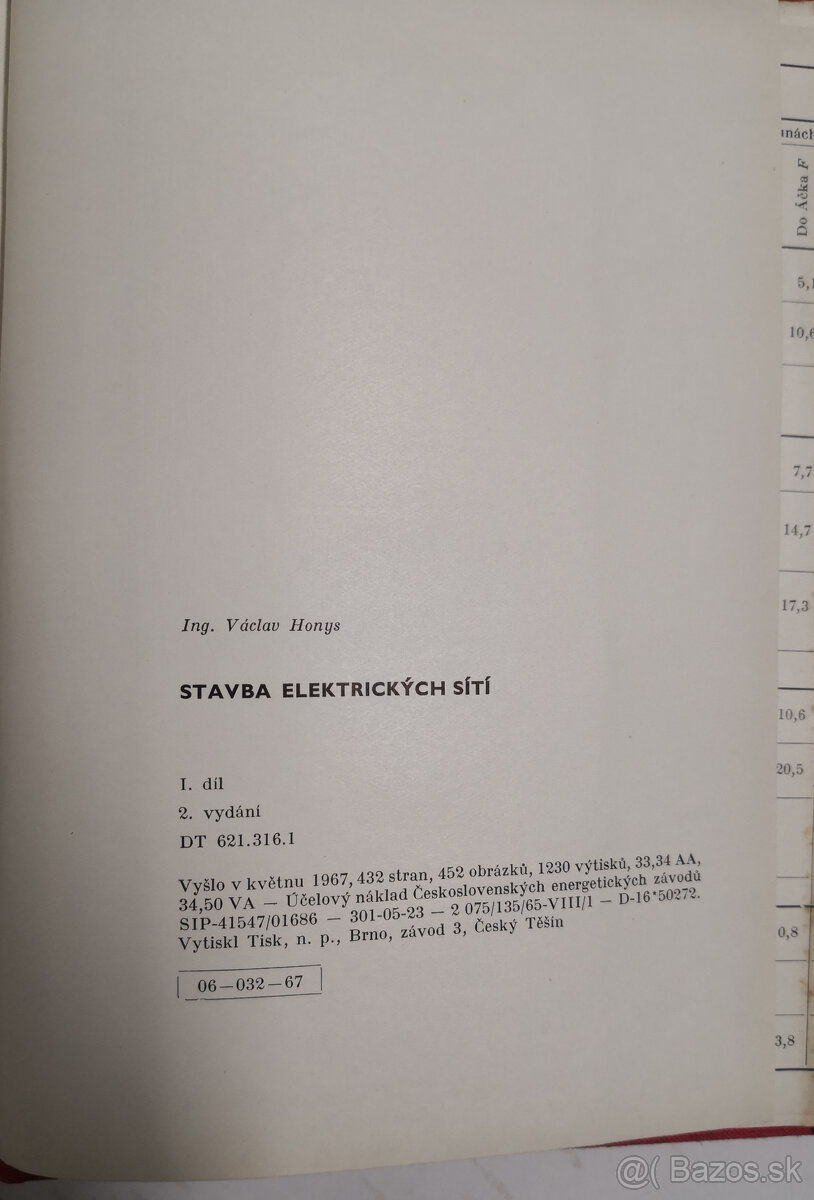 Ing. Václav Honys
STAVBA ELEKTRICKÝCH SÍTÍ
I. díl
2. vydání
DT 621.316.1
Vyšlo v květnu 1967, 432 stran, 452 obrázků, 1230 výtisků, 33,34 AA,
34,50 VA — Účelový náklad Československých energetických závodů
SIP-41547/01686 — 301-05-23 — 2 075/135/65-VIII/1 — D-16*50272.
Vytiskl Tisk, n. p., Brno, závod 3, Český Těšín
06—032—67
Do Áčka F
10,6
7,7
14,7
17,3
10,6
20,5
0,8
3,8
@( Bazos.sk